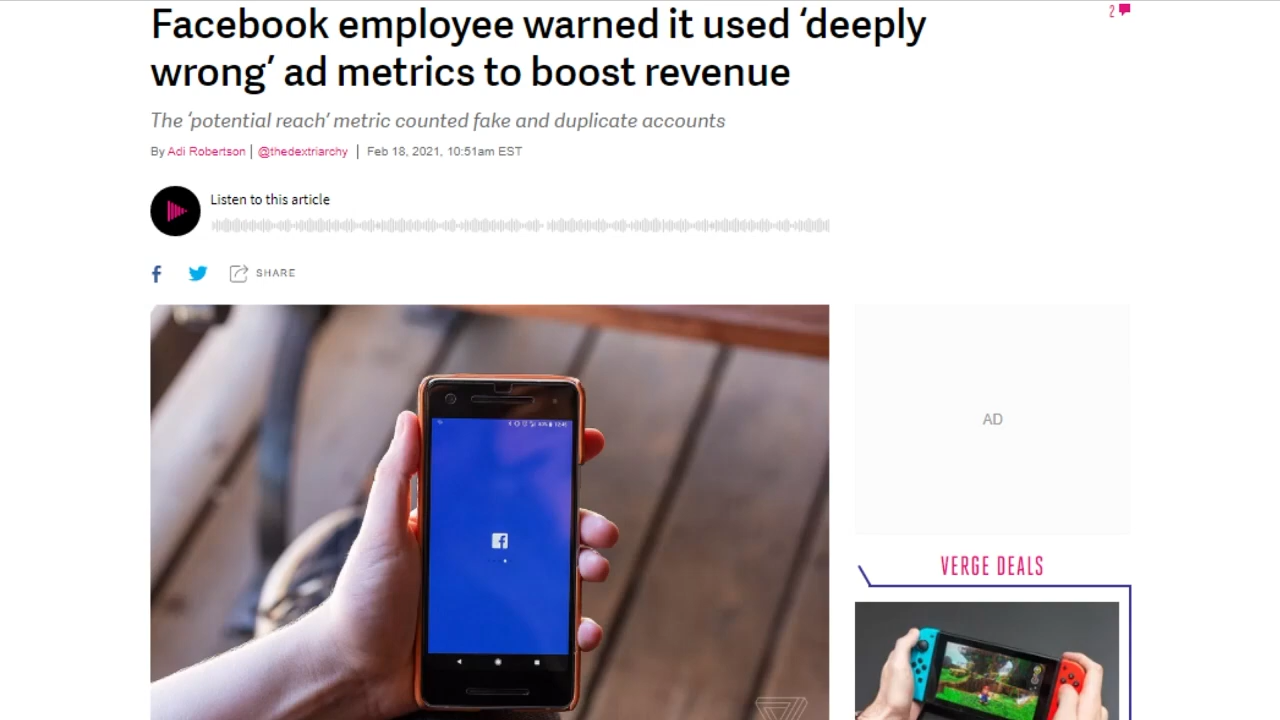 Facebook employee warned it used ‘deeply
wrong’ ad metrics to boost revenue
2
The ‘potential reach’ metric counted fake and duplicate accounts
By Adi Robertson | @thedextriarchy | Feb 18, 2021, 10:51am EST
Listen to this article
SHARE
AD
VERGE DEALS